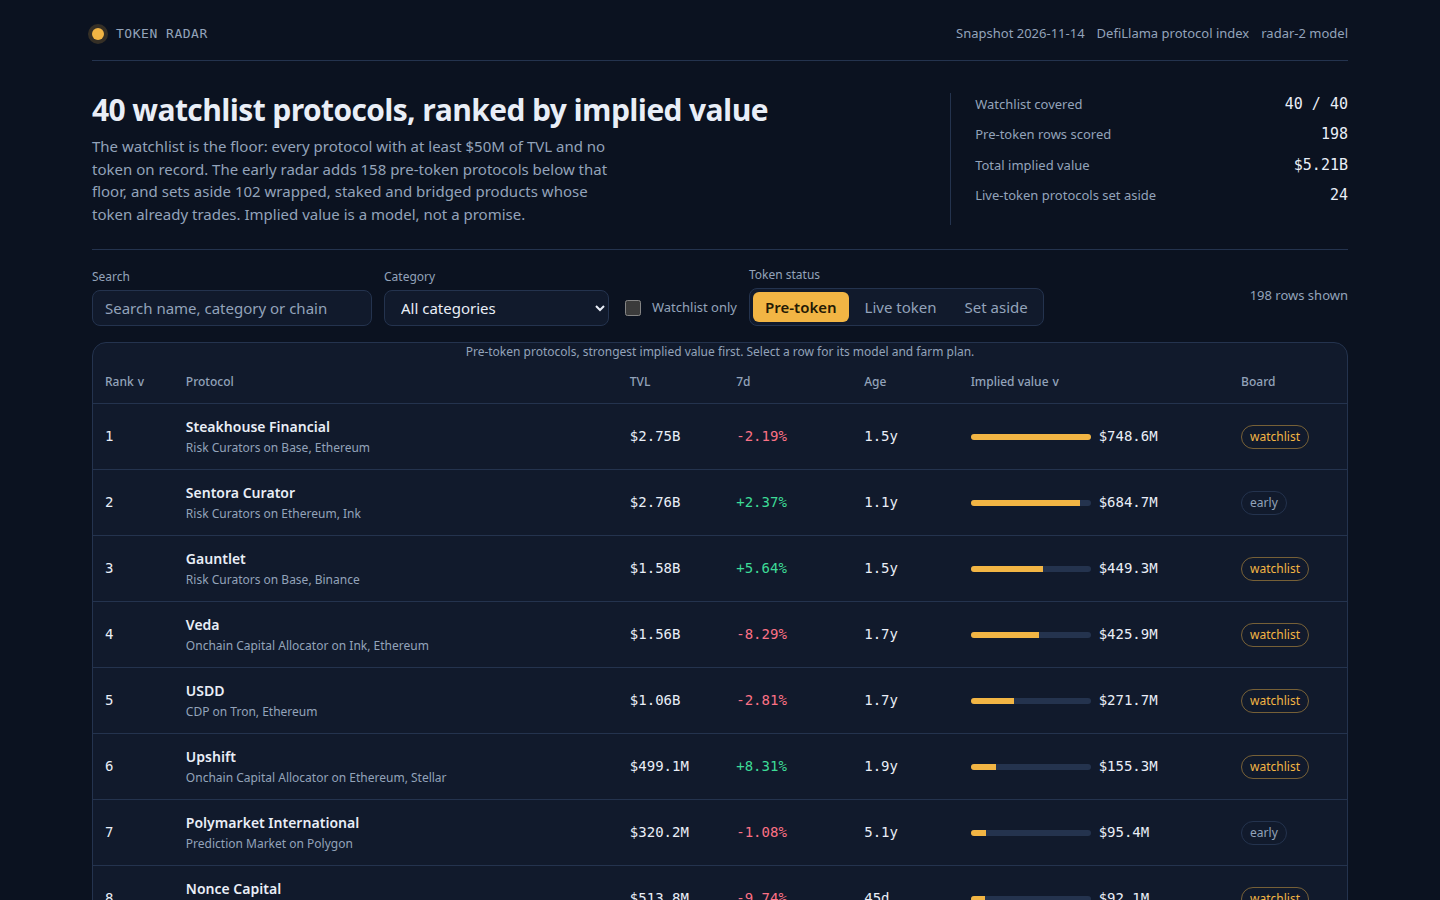 TOKEN RADAR
Snapshot 2026-11-14 DefiLlama protocol index radar-2 model
40 watchlist protocols, ranked by implied value
The watchlist is the floor: every protocol with at least $50M of TVL and no
token on record. The early radar adds 158 pre-token protocols below that
floor, and sets aside 102 wrapped, staked and bridged products whose
token already trades. Implied value is a model, not a promise.
Watchlist covered 40 / 40
Pre-token rows scored 198
Total implied value $5.21B
Live-token protocols set aside 24
Search
Category
Token status
Search name, category or chain
All categories
Watchlist only
Pre-token Live token Set aside
198 rows shown
Pre-token protocols, strongest implied value first. Select a row for its model and farm plan.
Rank v Protocol TVL 7d Age Implied value v Board
1 Steakhouse Financial $2.75B -2.19% 1.5y $748.6M watchlist
Risk Curators on Base, Ethereum
2 Sentora Curator $2.76B +2.37% 1.1y $684.7M early
Risk Curators on Ethereum, Ink
3 Gauntlet $1.58B +5.64% 1.5y $449.3M watchlist
Risk Curators on Base, Binance
4 Veda $1.56B -8.29% 1.7y $425.9M watchlist
Onchain Capital Allocator on Ink, Ethereum
5 USDD $1.06B -2.81% 1.7y $271.7M watchlist
CDP on Tron, Ethereum
6 Upshift $499.1M +8.31% 1.9y $155.3M watchlist
Onchain Capital Allocator on Ethereum, Stellar
7 Polymarket International $320.2M -1.08% 5.1y $95.4M early
Prediction Market on Polygon
8 Nonce Capital $513.8M -9.74% 45d $92.1M watchlist